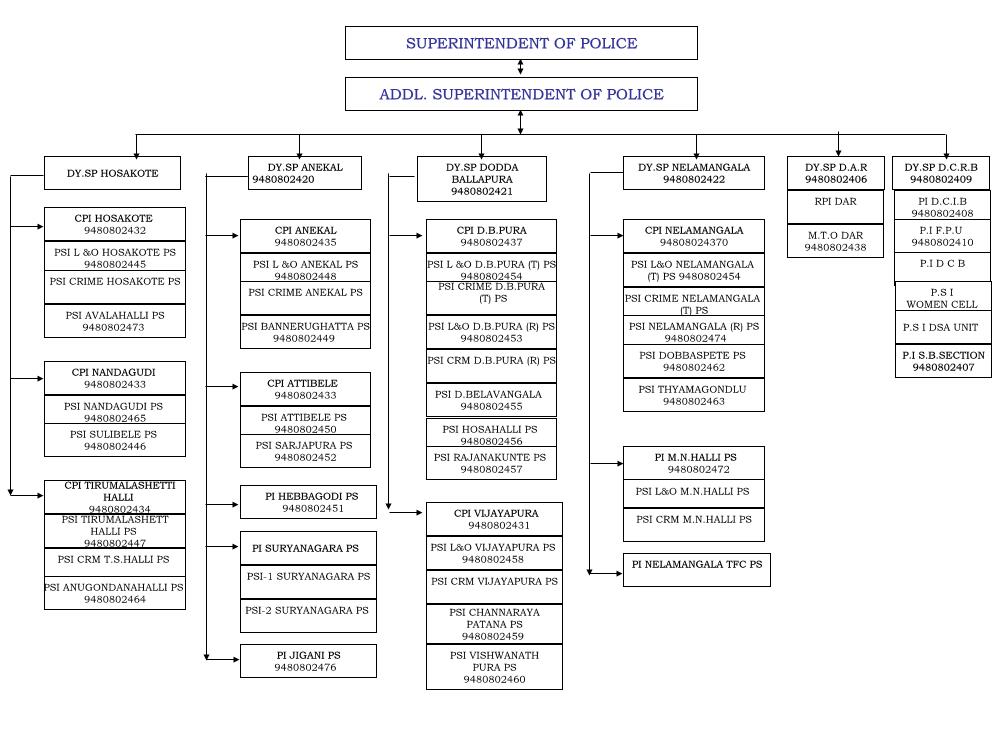 SUPERINTENDENT OF POLICE
ADDL. SUPERINTENDENT OF POLICE
DY.SP HOSAKOTE
CPI HOSAKOTE
9480802432
PSI L &O HOSAKOTE PS
9480802445
PSI CRIME HOSAKOTE PS
PSI AVALAHALLI PS
9480802473
CPI NANDAGUDI
9480802433
PSI NANDAGUDI PS
9480802465
PSI SULIBELE PS
9480802446
CPI TIRUMALASHETTI
HALLI
9480802434
PSI TIRUMALASHETT
HALLI PS
9480802447
PSI CRM T.S.HALLI PS
PSI ANUGONDANAHALLI PS
9480802464
DY.SP ANEKAL
9480802420
CPI ANEKAL
9480802435
PSI L &O ANEKAL PS
9480802448
PSI CRIME ANEKAL PS
PSI BANNERUGHATTA PS
9480802449
CPI ATTIBELE
9480802433
PSI ATTIBELE PS
9480802450
PSI SARJAPURA PS
9480802452
PI HEBBAGODI PS
9480802451
PI SURYANAGARA PS
PSI-1 SURYANAGARA PS
PSI-2 SURYANAGARA PS
PI JIGANI PS
9480802476
DY.SP DODDA
BALLAPURA
9480802421
CPI D.B.PURA
9480802437
PSI L &O D.B.PURA (T) PS
9480802454
PSI CRIME D.B.PURA
(T) PS
PSI L&O D.B.PURA (R) PS
9480802453
PSI CRM D.B.PURA (R) PS
PSI D.BELAVANGALA
9480802455
PSI HOSAHALLI PS
9480802456
PSI RAJANAKUNTE PS
9480802457
CPI VIJAYAPURA
9480802431
PSI L&O VIJAYAPURA PS
9480802458
PSI CRM VIJAYAPURA PS
PSI CHANNARAYA
PATANA PS
9480802459
PSI VISHWANATH
PURA PS
9480802460
DY.SP NELAMANGALA
9480802422
CPI NELAMANGALA
94808024370
PSI L&O NELAMANGALA
(T) PS 9480802454
PSI CRIME NELAMANGALA
(T) PS
PSI NELAMANGALA (R) PS
9480802474
PSI DOBBASPETE PS
9480802462
PSI THYAMAGONDLU
9480802463
PI M.N.HALLI PS
9480802472
PSI L&O M.N.HALLI PS
PSI CRM M.N.HALLI PS
PI NELAMANGALA TFC PS
DY.SP D.A.R
9480802406
RPI DAR
M.T.O DAR
9480802438
DY.SP D.C.R.B
9480802409
PI D.C.I.B
9480802408
P.I F.P.U
9480802410
P.I D C B
P.S I
WOMEN CELL
P.S I DSA UNIT
P.I S.B.SECTION
9480802407